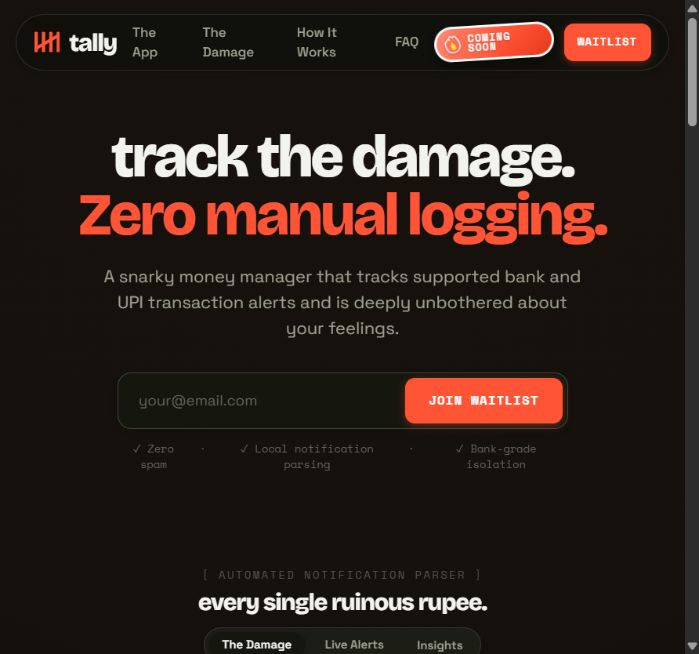 tally
The App
The Damage
How It Works
FAQ
COMING SOON
WAITLIST
track the damage.
Zero manual logging.
A snarky money manager that tracks supported bank and
UPI transaction alerts and is deeply unbothered about
your feelings.
your@email.com
JOIN WAITLIST
✓ Zero spam
·
✓ Local notification parsing
·
✓ Bank-grade isolation
[ AUTOMATED NOTIFICATION PARSER ]
every single ruinous rupee.
The Damage
Live Alerts
Insights